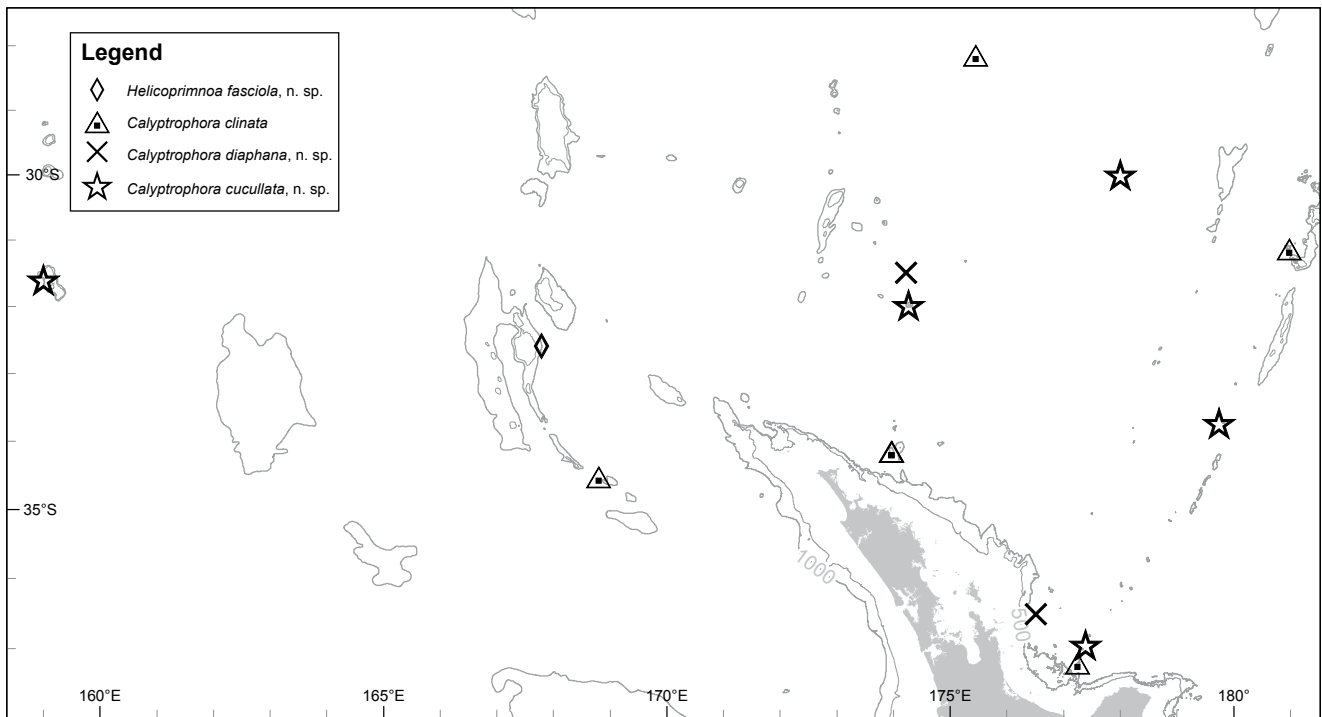 Legend
Helicoprimnoa fasciola, n. sp.
Calyptrophora clinata
Calyptrophora diaphana, n. sp.
Calyptrophora cucullata, n. sp.
30°S
35°S
1000
500
160°E
165°E
170°E
175°E
180°